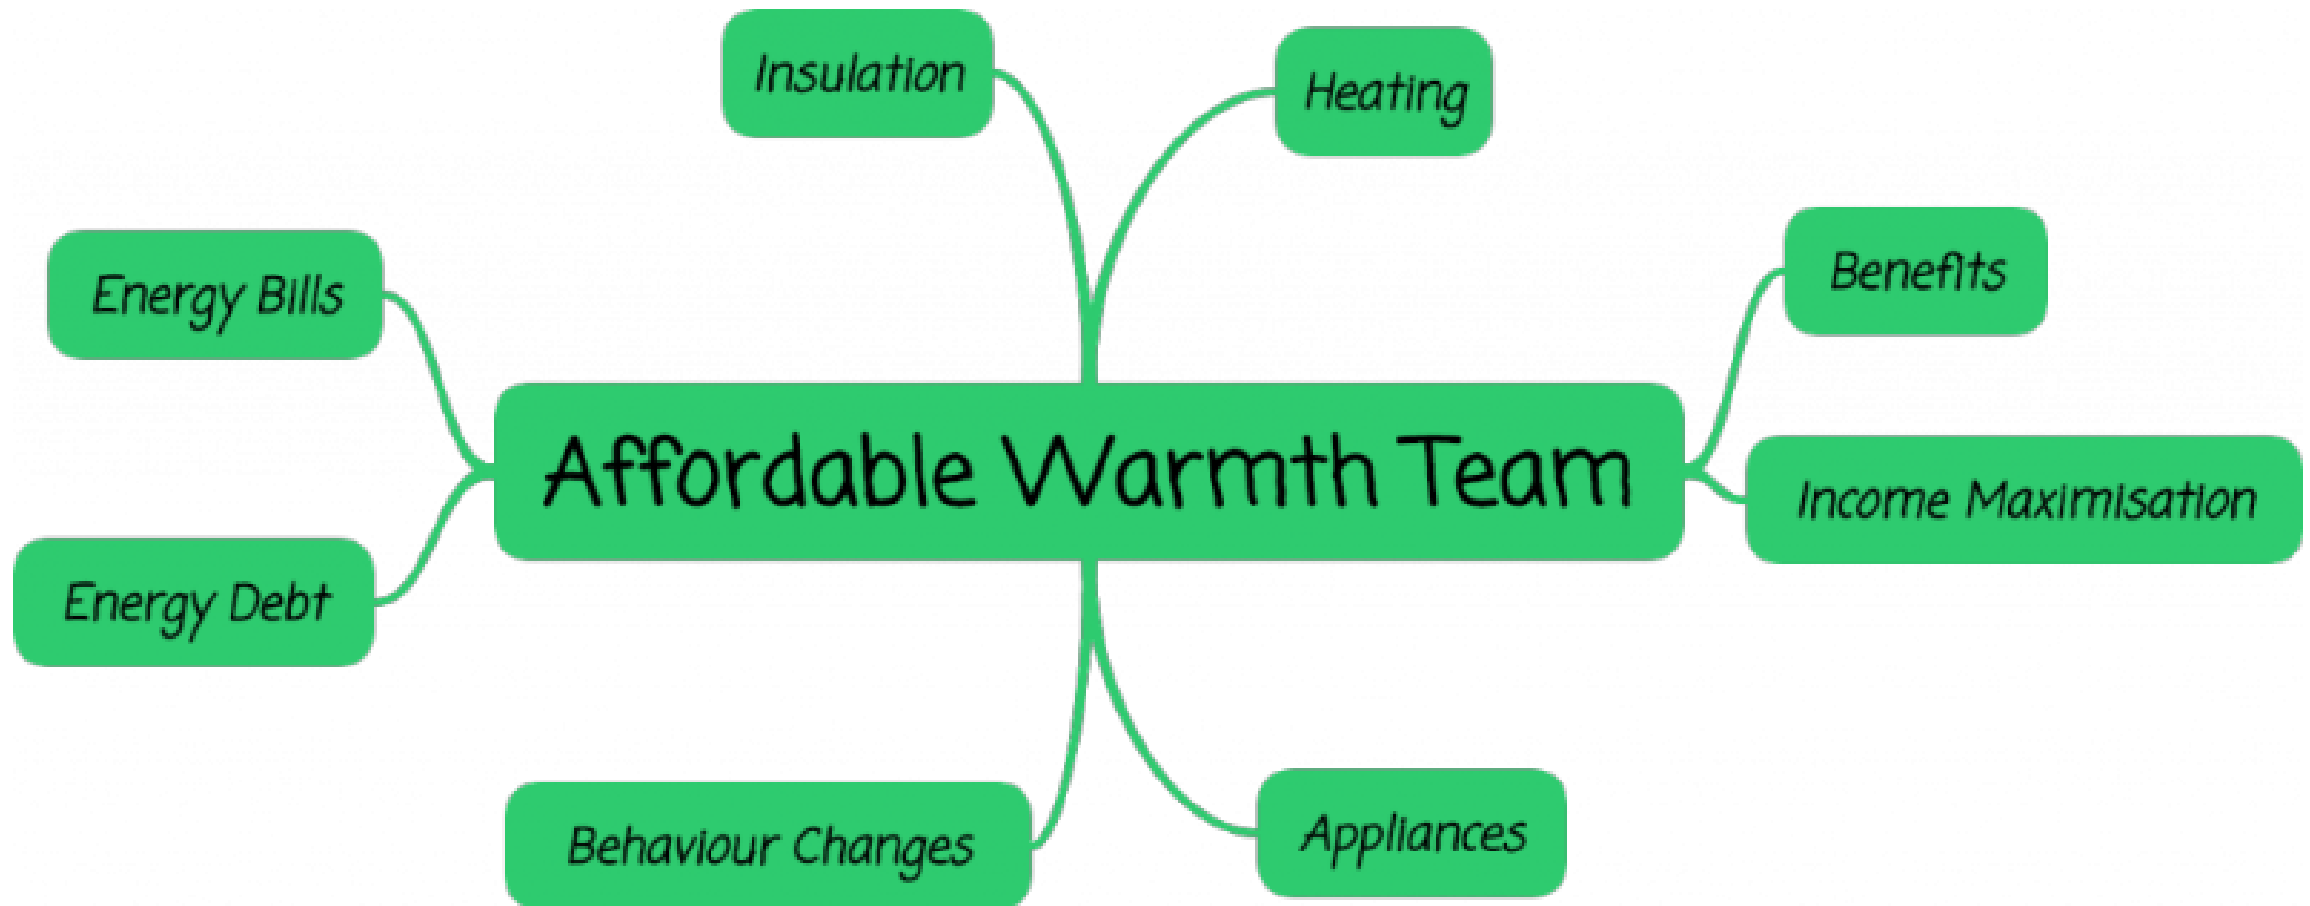 Insulation
Heating
Benefits
Energy Bills
Affordable Warmth Team
Income Maximisation
Energy Debt
Appliances
Behaviour Changes